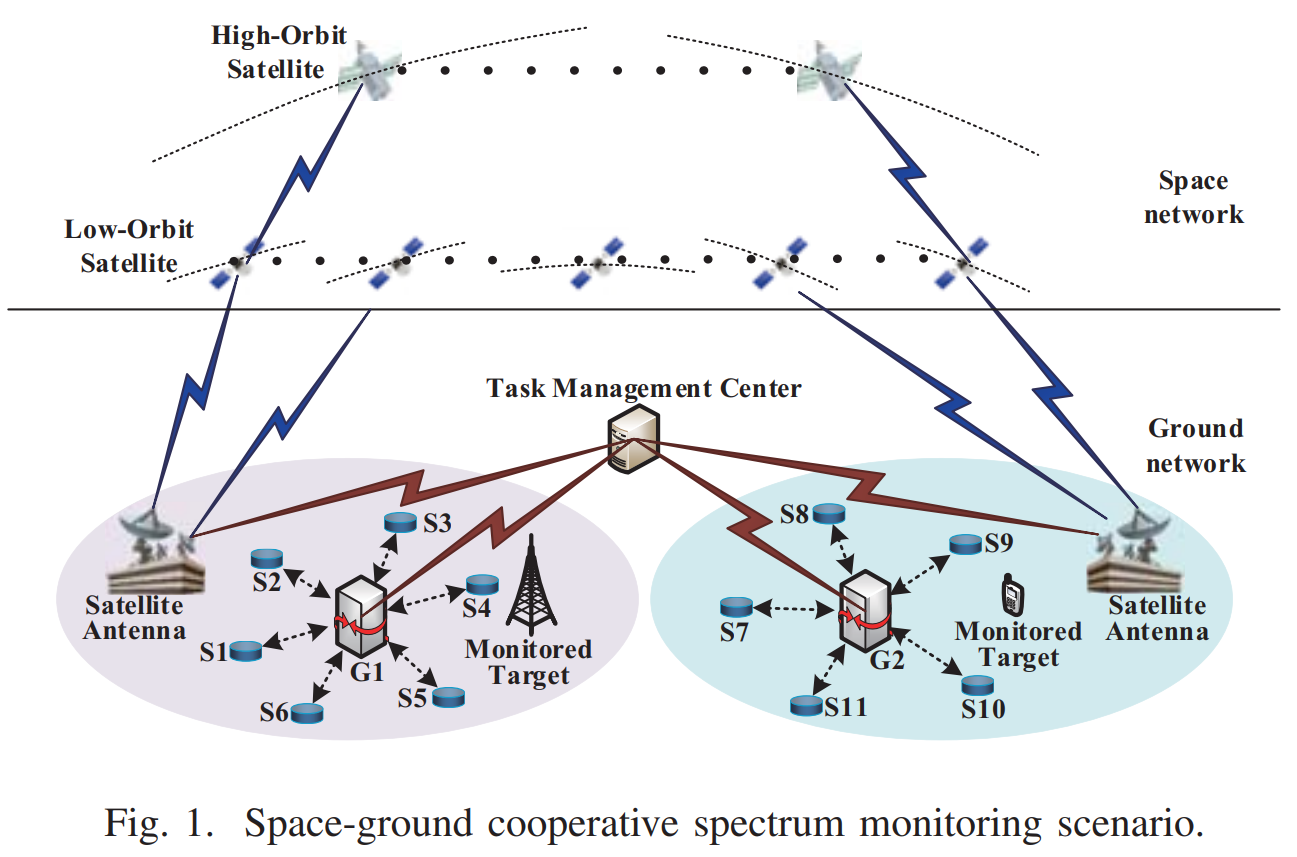 High-Orbit
Satellite
Space
network
Low-Orbit
Satellite
Task Management Center
Ground
network
S3
S2
S4
S1
G1
S5
S6
Satellite
Antenna
Monitored
Target
S8
S9
S7
G2
S10
S11
Monitored
Target
Satellite
Antenna
Fig. 1. Space-ground cooperative spectrum monitoring scenario.